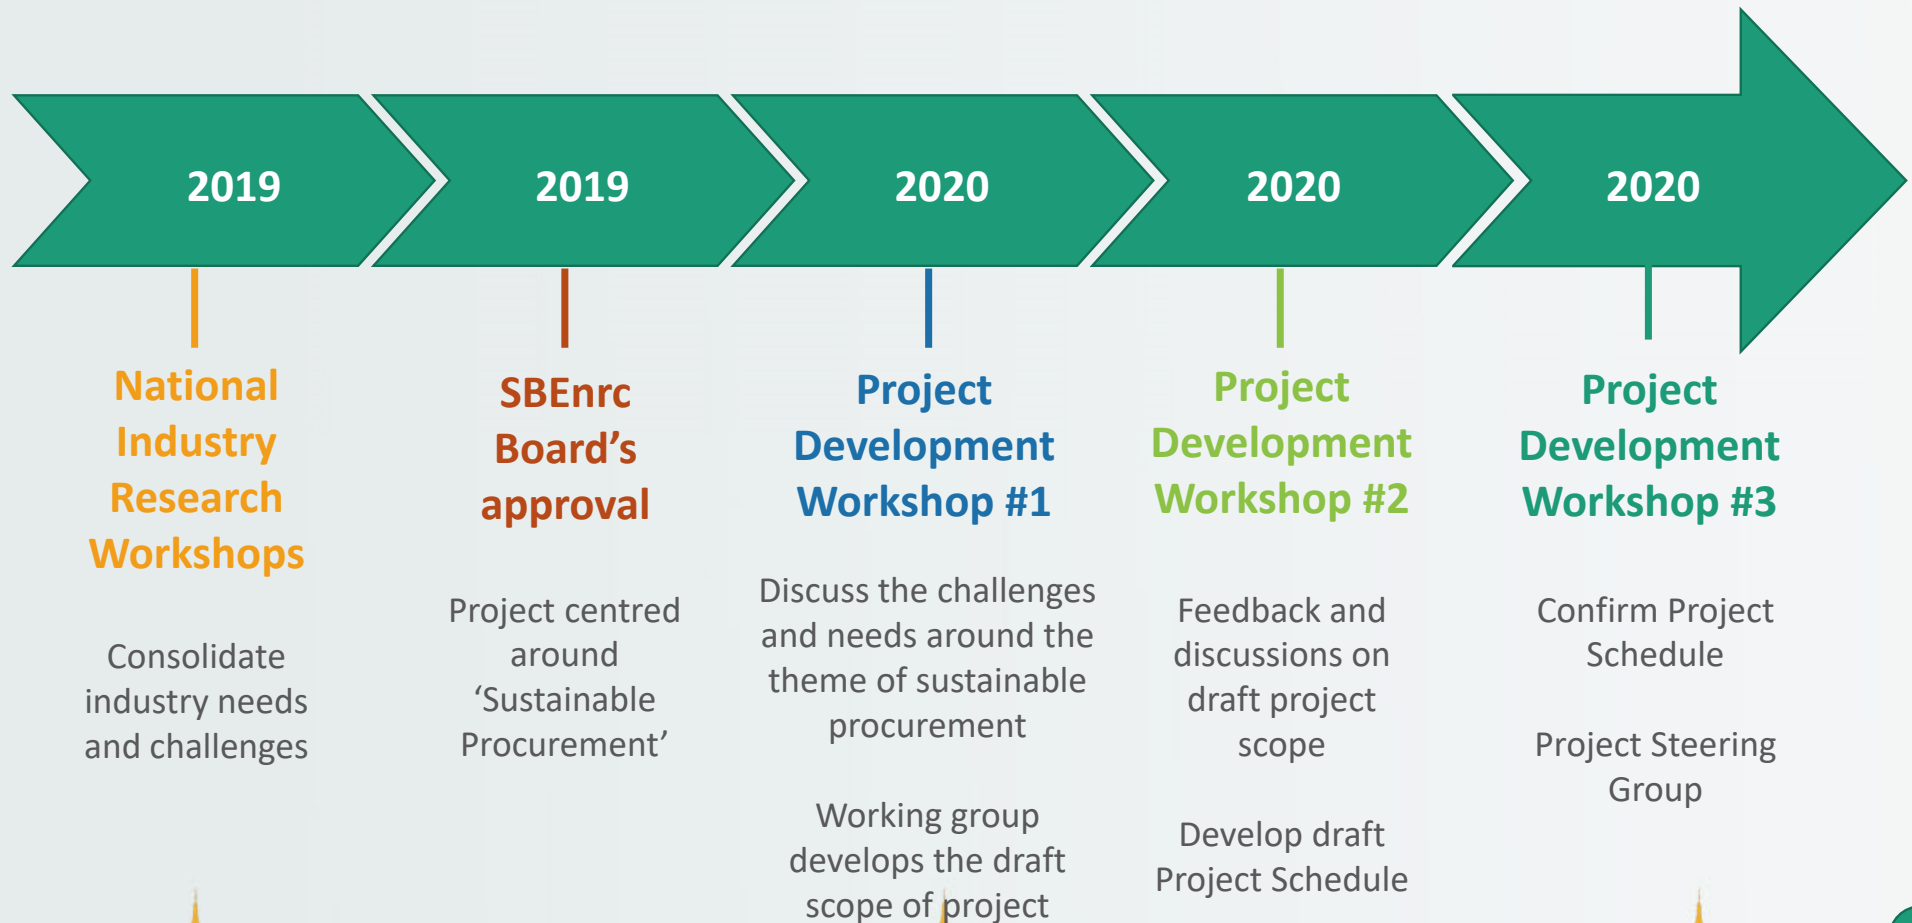 2019
2019
2020
2020
2020
National
Industry
Research
Workshops
Consolidate
industry needs
and challenges
SBEnrc
Board’s
approval
Project centred
around
‘Sustainable
Procurement’
Project
Development
Workshop #1
Discuss the challenges
and needs around the
theme of sustainable
procurement
Working group
develops the draft
scope of project
Project
Development
Workshop #2
Feedback and
discussions on
draft project
scope
Develop draft
Project Schedule
Project
Development
Workshop #3
Confirm Project
Schedule
Project Steering
Group